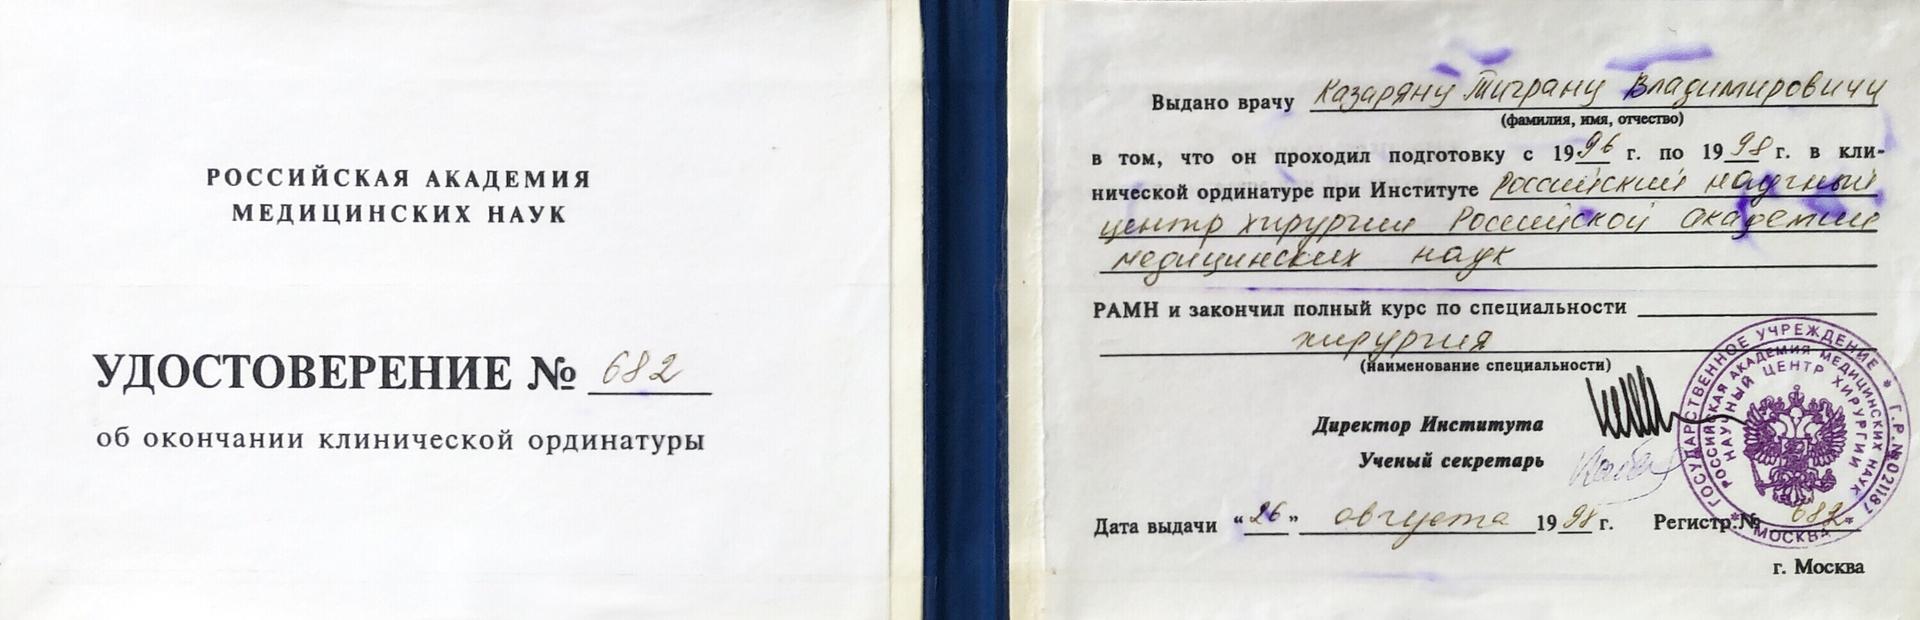 РОССИЙСКАЯ АКАДЕМИЯ
МЕДИЦИНСКИХ НАУК
УДОСТОВЕРЕНИЕ № 682
об окончании клинической ординатуры
Выдано врачу Казаряну Тиграну Владимировичу
(фамилия, имя, отчество)
в том, что он проходил подготовку с 1996 г. по 1998 г. в кли-
нической ординатуре при Институте Российский научный
центр хирургии Российской академии
медицинских наук
РАМН и закончил полный курс по специальности
хирургия
(наименование специальности)
Директор Института
Ученый секретарь
Дата выдачи “26” августа 1998 г. Регистр.№ 682
г. Москва
ГОСУДАРСТВЕННОЕ УЧРЕЖДЕНИЕ * Г.Р.№ 02118 * МОСКВА *
РОССИЙСКАЯ АКАДЕМИЯ МЕДИЦИНСКИХ НАУК
НАУЧНЫЙ ЦЕНТР ХИРУРГИИ